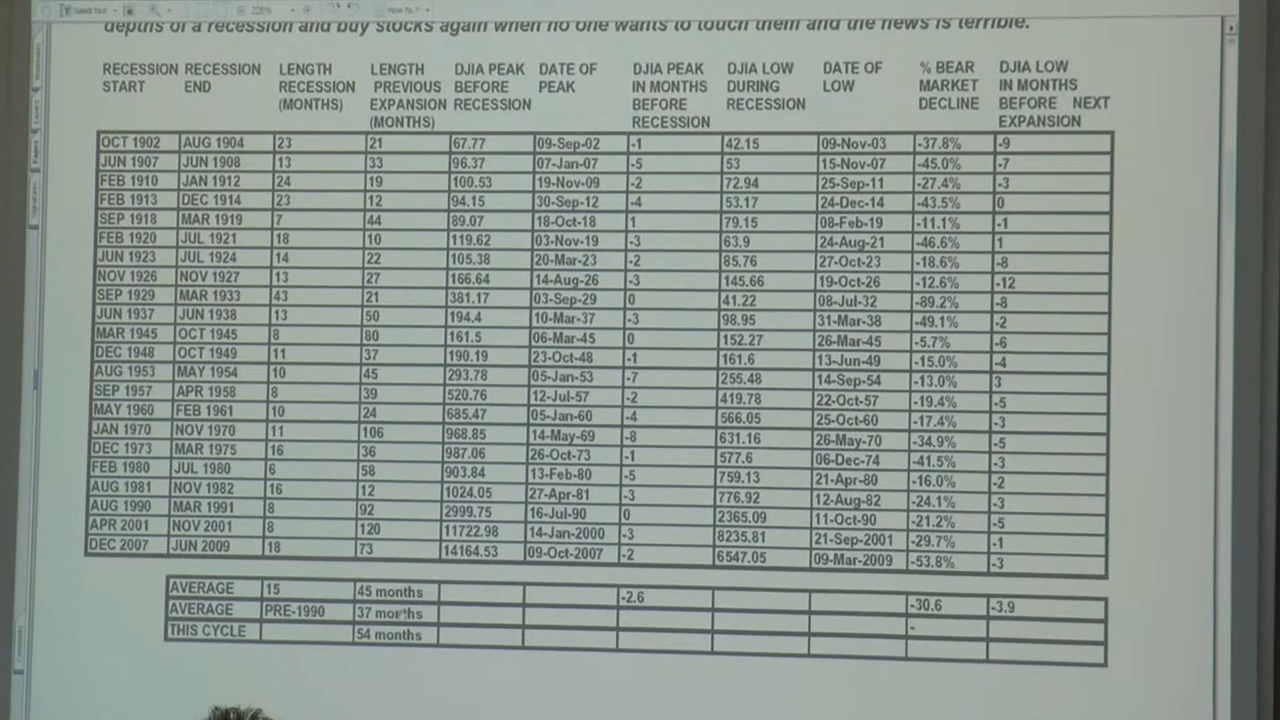 225%
How To..?
depths of a recession and buy stocks again when no one wants to touch them and the news is terrible.
RECESSION START RECESSION END LENGTH RECESSION (MONTHS) LENGTH PREVIOUS EXPANSION (MONTHS) DJIA PEAK BEFORE RECESSION DATE OF PEAK DJIA PEAK IN MONTHS BEFORE RECESSION DJIA LOW DURING RECESSION DATE OF LOW % BEAR MARKET DECLINE DJIA LOW IN MONTHS BEFORE NEXT EXPANSION
OCT 1902 AUG 1904 23 21 67.77 09-Sep-02 -1 42.15 09-Nov-03 -37.8% -9
JUN 1907 JUN 1908 13 33 96.37 07-Jan-07 -5 53 15-Nov-07 -45.0% -7
FEB 1910 JAN 1912 24 19 100.53 19-Nov-09 -2 72.94 25-Sep-11 -27.4% -3
FEB 1913 DEC 1914 23 12 94.15 30-Sep-12 -4 53.17 24-Dec-14 -43.5% 0
SEP 1918 MAR 1919 7 44 89.07 18-Oct-18 1 79.15 08-Feb-19 -11.1% -1
FEB 1920 JUL 1921 18 10 119.62 03-Nov-19 -3 63.9 24-Aug-21 -46.6% 1
JUN 1923 JUL 1924 14 22 105.38 20-Mar-23 -2 85.76 27-Oct-23 -18.6% -8
NOV 1926 NOV 1927 13 27 166.64 14-Aug-26 -3 145.66 19-Oct-26 -12.6% -12
SEP 1929 MAR 1933 43 21 381.17 03-Sep-29 0 41.22 08-Jul-32 -89.2% -8
JUN 1937 JUN 1938 13 50 194.4 10-Mar-37 -3 98.95 31-Mar-38 -49.1% -2
MAR 1945 OCT 1945 8 80 161.5 06-Mar-45 0 152.27 26-Mar-45 -5.7% -6
DEC 1948 OCT 1949 11 37 190.19 23-Oct-48 -1 161.6 13-Jun-49 -15.0% -4
AUG 1953 MAY 1954 10 45 293.78 05-Jan-53 -7 255.48 14-Sep-54 -13.0% 3
SEP 1957 APR 1958 8 39 520.76 12-Jul-57 -2 419.78 22-Oct-57 -19.4% -5
MAY 1960 FEB 1961 10 24 685.47 05-Jan-60 -4 566.05 25-Oct-60 -17.4% -3
JAN 1970 NOV 1970 11 106 968.85 14-May-69 -8 631.16 26-May-70 -34.9% -5
DEC 1973 MAR 1975 16 36 987.06 26-Oct-73 -1 577.6 06-Dec-74 -41.5% -3
FEB 1980 JUL 1980 6 58 903.84 13-Feb-80 -5 759.13 21-Apr-80 -16.0% -2
AUG 1981 NOV 1982 16 12 1024.05 27-Apr-81 -3 776.92 12-Aug-82 -24.1% -3
AUG 1990 MAR 1991 8 92 2999.75 16-Jul-90 0 2365.09 11-Oct-90 -21.2% -5
APR 2001 NOV 2001 8 120 11722.98 14-Jan-2000 -3 8235.81 21-Sep-2001 -29.7% -1
DEC 2007 JUN 2009 18 73 14164.53 09-Oct-2007 -2 6547.05 09-Mar-2009 -53.8% -3
AVERAGE 15 45 months -2.6 -30.6 -3.9
AVERAGE PRE-1990 37 months -
THIS CYCLE 54 months